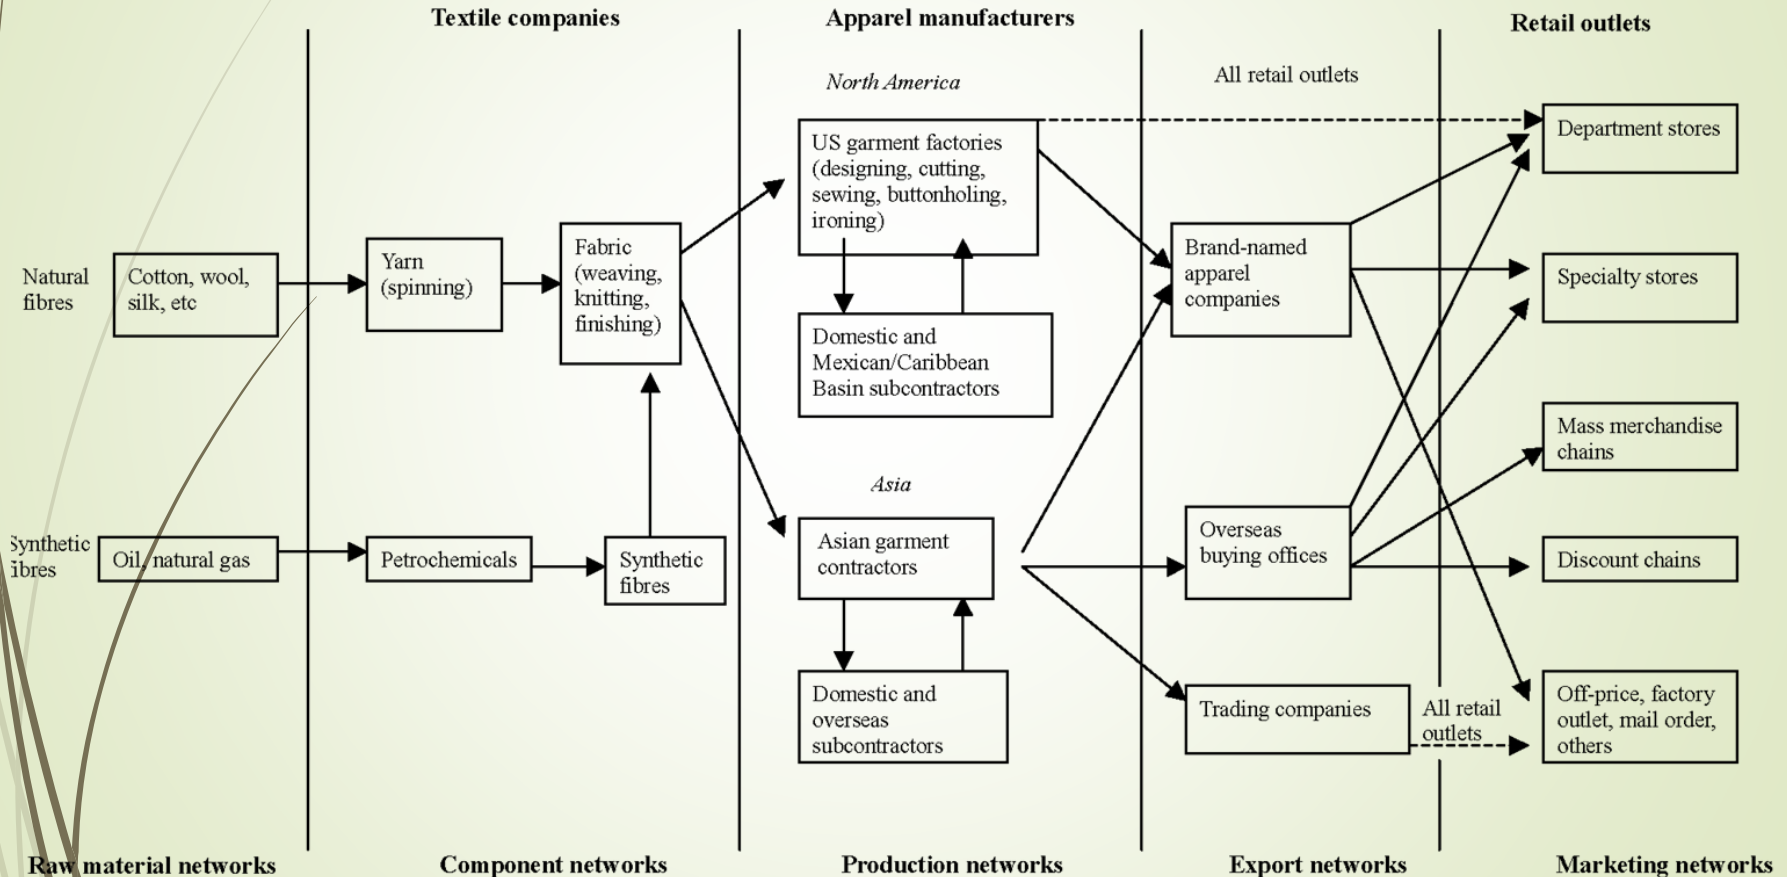 Textile companies
Apparel manufacturers
Retail outlets
North America
All retail outlets
Natural
fibres
Cotton, wool,
silk, etc
Yarn
(spinning)
Fabric
(weaving,
knitting,
finishing)
US garment factories
(designing, cutting,
sewing, buttonholing,
ironing)
Domestic and
Mexican/Caribbean
Basin subcontractors
Brand-named
apparel
companies
Department stores
Specialty stores
Mass merchandise
chains
Synthetic
fibres
Oil, natural gas
Petrochemicals
Synthetic
fibres
Asia
Asian garment
contractors
Domestic and
overseas
subcontractors
Overseas
buying offices
Trading companies
All retail
outlets
Discount chains
Off-price, factory
outlet, mail order,
others
Raw material networks
Component networks
Production networks
Export networks
Marketing networks